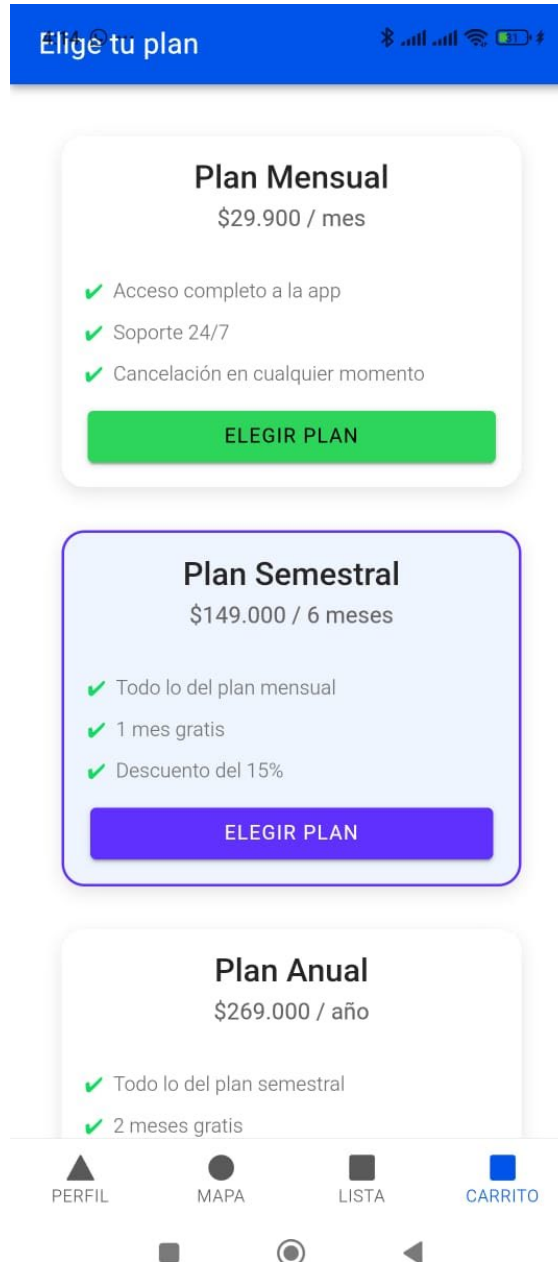 Elige tu plan
31
Plan Mensual
$29.900 / mes
✔ Acceso completo a la app
✔ Soporte 24/7
✔ Cancelación en cualquier momento
ELEGIR PLAN
Plan Semestral
$149.000 / 6 meses
✔ Todo lo del plan mensual
✔ 1 mes gratis
✔ Descuento del 15%
ELEGIR PLAN
Plan Anual
$269.000 / año
✔ Todo lo del plan semestral
✔ 2 meses gratis
PERFIL MAPA LISTA CARRITO